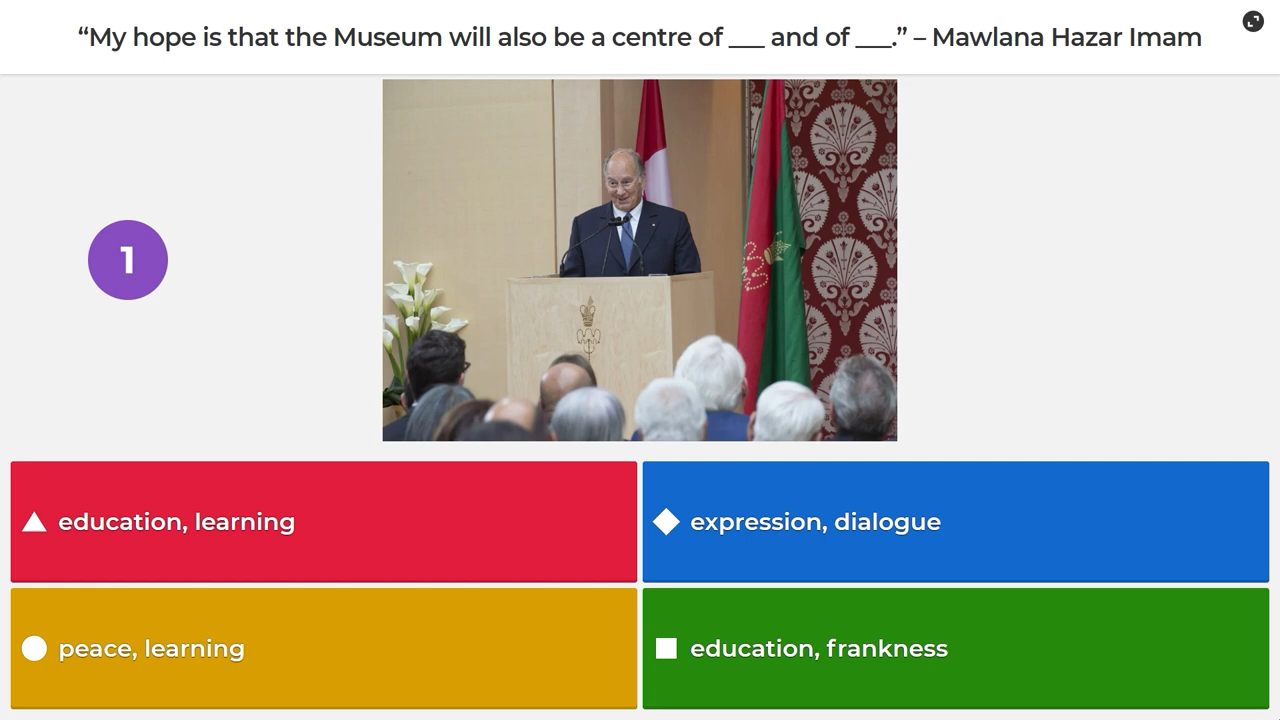 “My hope is that the Museum will also be a centre of ___ and of ___.” – Mawlana Hazar Imam
1
education, learning
expression, dialogue
peace, learning
education, frankness